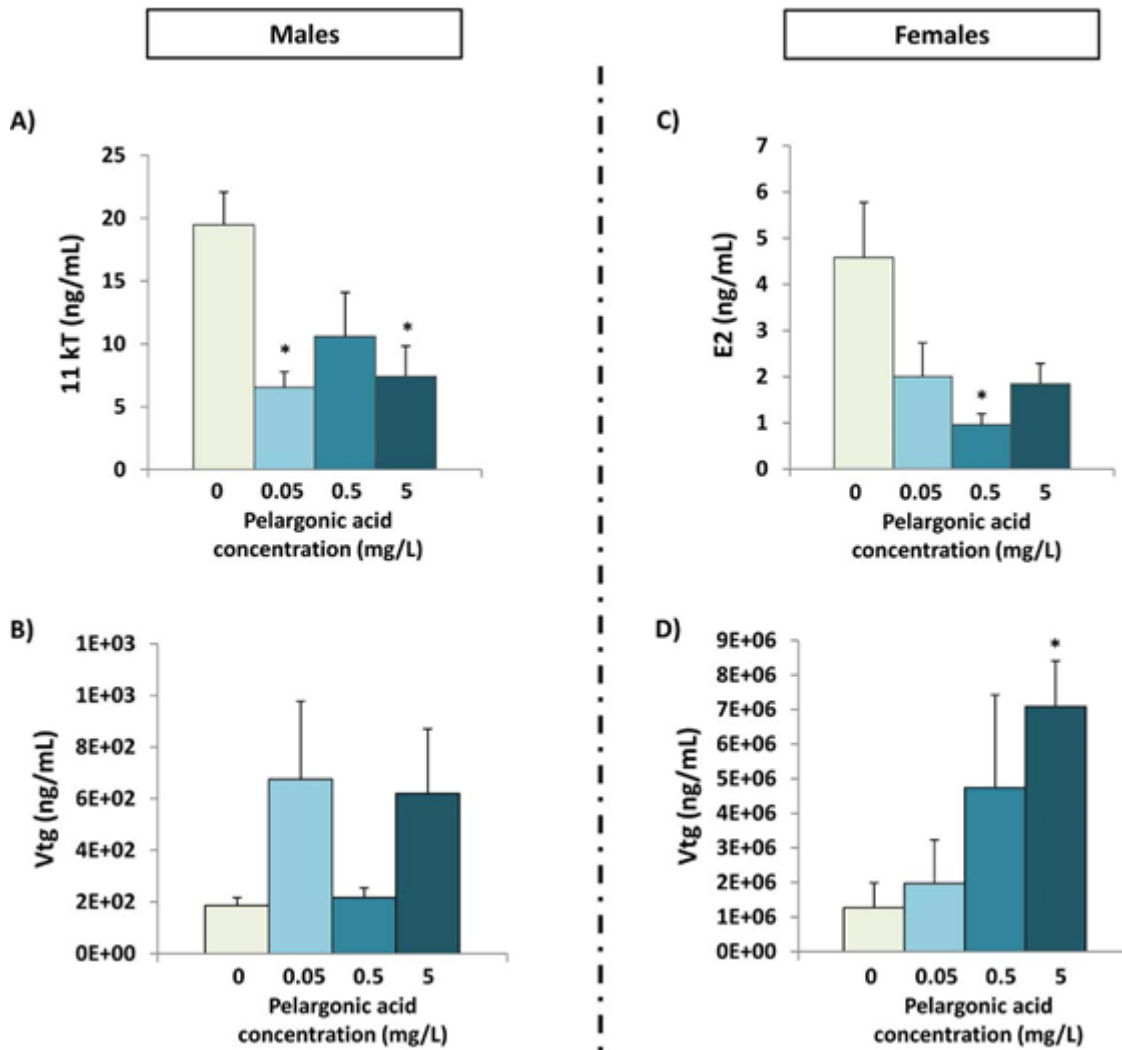 Males
Females
A)
11 kT (ng/mL)
25
20
15
10
5
0
*
*
0 0.05 0.5 5
Pelargonic acid
concentration (mg/L)
C)
E2 (ng/mL)
7
6
5
4
3
2
1
0
*
0 0.05 0.5 5
Pelargonic acid
concentration (mg/L)
B)
Vtg (ng/mL)
1E+03
1E+03
8E+02
6E+02
4E+02
2E+02
0E+00
0 0.05 0.5 5
Pelargonic acid
concentration (mg/L)
D)
Vtg (ng/mL)
9E+06
8E+06
7E+06
6E+06
5E+06
4E+06
3E+06
2E+06
1E+06
0E+00
*
0 0.05 0.5 5
Pelargonic acid
concentration (mg/L)